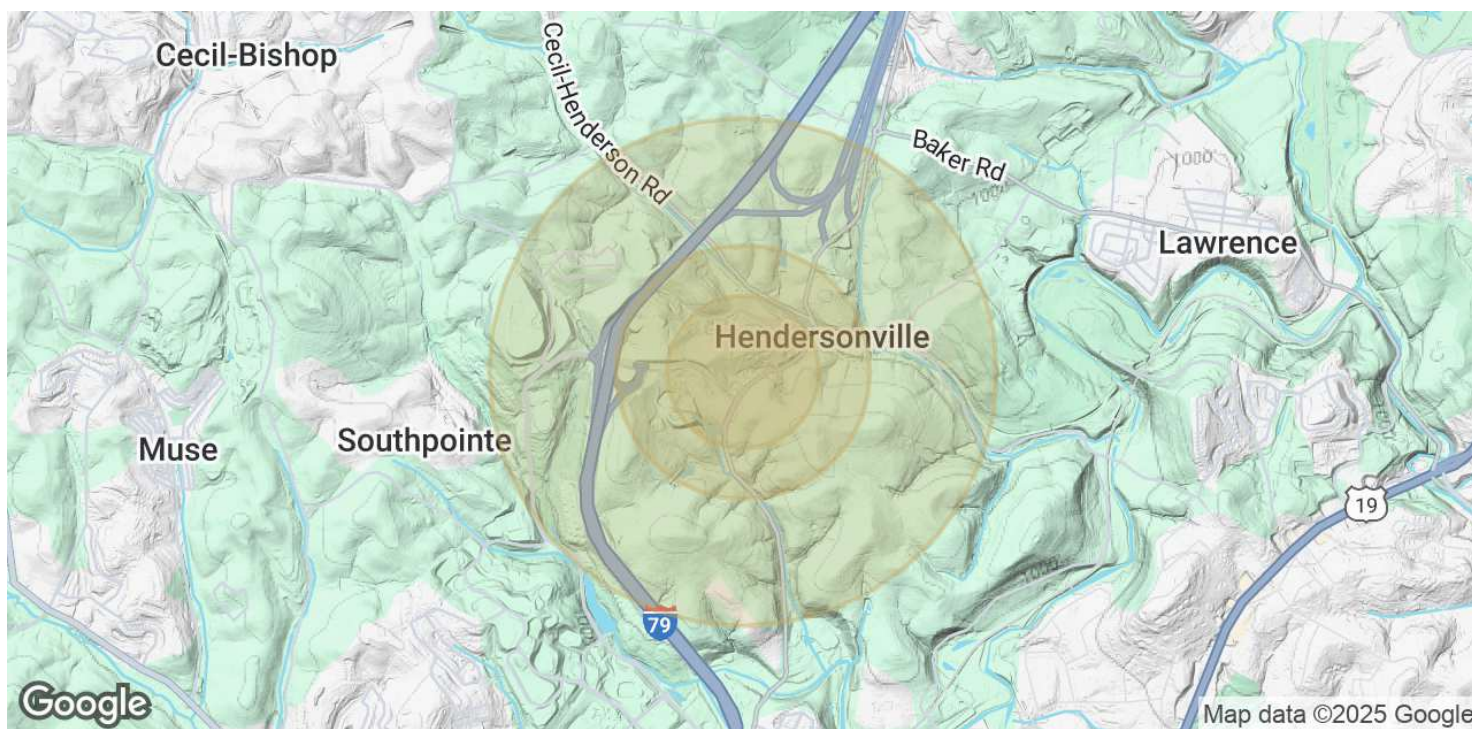 Cecil-Bishop
Cecil-Henderson Rd
Baker Rd
1000
1000
Lawrence
Hendersonville
Muse
Southpointe
19
1000
79
Google
Map data ©2025 Google